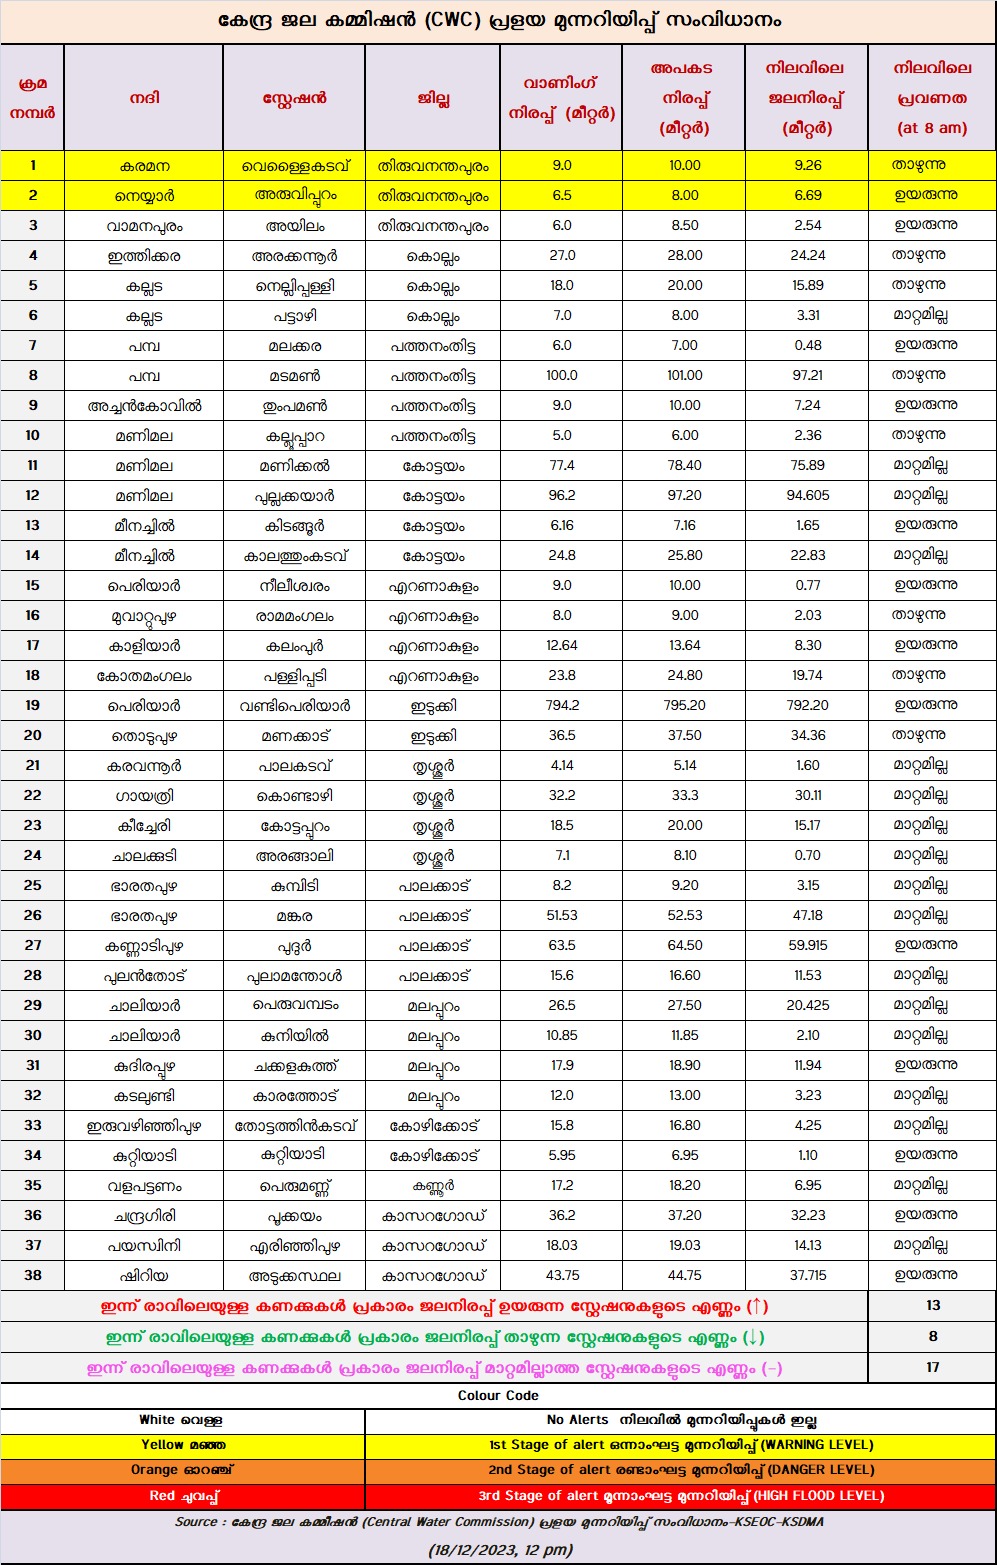 കേന്ദ്ര ജല കമ്മിഷൻ (CWC) പ്രളയ മുന്നറിയിപ്പ് സംവിധാനം
ക്രമ നമ്പർ നദി സ്റ്റേഷൻ ജില്ല വാണിംഗ് നിരപ്പ് (മീറ്റർ) അപകട നിരപ്പ് (മീറ്റർ) നിലവിലെ ജലനിരപ്പ് (മീറ്റർ) നിലവിലെ പ്രവണത (at 8 am)
1 കരമന വെള്ളൈകടവ് തിരുവനന്തപുരം 9.0 10.00 9.26 താഴുന്നു
2 നെയ്യാർ അരുവിപ്പുറം തിരുവനന്തപുരം 6.5 8.00 6.69 ഉയരുന്നു
3 വാമനപുരം അയിലം തിരുവനന്തപുരം 6.0 8.50 2.54 ഉയരുന്നു
4 ഇത്തിക്കര അരക്കന്നൂർ കൊല്ലം 27.0 28.00 24.24 താഴുന്നു
5 കല്ലട നെല്ലിപ്പള്ളി കൊല്ലം 18.0 20.00 15.89 താഴുന്നു
6 കല്ലട പട്ടാഴി കൊല്ലം 7.0 8.00 3.31 മാറ്റമില്ല
7 പമ്പ മലക്കര പത്തനംതിട്ട 6.0 7.00 0.48 ഉയരുന്നു
8 പമ്പ മടമൺ പത്തനംതിട്ട 100.0 101.00 97.21 താഴുന്നു
9 അച്ചൻകോവിൽ തുംപമൺ പത്തനംതിട്ട 9.0 10.00 7.24 ഉയരുന്നു
10 മണിമല കല്ലൂപ്പാറ പത്തനംതിട്ട 5.0 6.00 2.36 താഴുന്നു
11 മണിമല മണിക്കൽ കോട്ടയം 77.4 78.40 75.89 മാറ്റമില്ല
12 മണിമല പുല്ലക്കയാർ കോട്ടയം 96.2 97.20 94.605 മാറ്റമില്ല
13 മീനച്ചിൽ കിടങ്ങൂർ കോട്ടയം 6.16 7.16 1.65 ഉയരുന്നു
14 മീനച്ചിൽ കാലത്തുംകടവ് കോട്ടയം 24.8 25.80 22.83 മാറ്റമില്ല
15 പെരിയാർ നീലീശ്വരം എറണാകുളം 9.0 10.00 0.77 ഉയരുന്നു
16 മുവാറ്റുപുഴ രാമമംഗലം എറണാകുളം 8.0 9.00 2.03 താഴുന്നു
17 കാളിയാർ കലംപുർ എറണാകുളം 12.64 13.64 8.30 ഉയരുന്നു
18 കോതമംഗലം പള്ളിപ്പടി എറണാകുളം 23.8 24.80 19.74 താഴുന്നു
19 പെരിയാർ വണ്ടിപെരിയാർ ഇടുക്കി 794.2 795.20 792.20 ഉയരുന്നു
20 തൊടുപുഴ മണക്കാട് ഇടുക്കി 36.5 37.50 34.36 താഴുന്നു
21 കരവന്നൂർ പാലകടവ് തൃശ്ശൂർ 4.14 5.14 1.60 മാറ്റമില്ല
22 ഗായത്രി കൊണ്ടാഴി തൃശ്ശൂർ 32.2 33.3 30.11 മാറ്റമില്ല
23 കീച്ചേരി കോട്ടപ്പുറം തൃശ്ശൂർ 18.5 20.00 15.17 മാറ്റമില്ല
24 ചാലക്കുടി അരങ്ങാലി തൃശ്ശൂർ 7.1 8.10 0.70 മാറ്റമില്ല
25 ഭാരതപുഴ കുമ്പിടി പാലക്കാട് 8.2 9.20 3.15 മാറ്റമില്ല
26 ഭാരതപുഴ മങ്കര പാലക്കാട് 51.53 52.53 47.18 മാറ്റമില്ല
27 കണ്ണാടിപുഴ പുദുർ പാലക്കാട് 63.5 64.50 59.915 ഉയരുന്നു
28 പുലൻതോട് പുലാമന്തോൾ പാലക്കാട് 15.6 16.60 11.53 മാറ്റമില്ല
29 ചാലിയാർ പെരുവമ്പടം മലപ്പുറം 26.5 27.50 20.425 മാറ്റമില്ല
30 ചാലിയാർ കുനിയിൽ മലപ്പുറം 10.85 11.85 2.10 മാറ്റമില്ല
31 കുദിരപ്പുഴ ചക്കളകുത്ത് മലപ്പുറം 17.9 18.90 11.94 ഉയരുന്നു
32 കടലുണ്ടി കാരത്തോട് മലപ്പുറം 12.0 13.00 3.23 മാറ്റമില്ല
33 ഇരുവഴിഞ്ഞിപുഴ തോട്ടത്തിൻകടവ് കോഴിക്കോട് 15.8 16.80 4.25 മാറ്റമില്ല
34 കുറ്റിയാടി കുറ്റിയാടി കോഴിക്കോട് 5.95 6.95 1.10 ഉയരുന്നു
35 വളപട്ടണം പെരുമണ്ണ് കണ്ണൂർ 17.2 18.20 6.95 മാറ്റമില്ല
36 ചന്ദ്രഗിരി പൂക്കയം കാസറഗോഡ് 36.2 37.20 32.23 ഉയരുന്നു
37 പയസ്വിനി എരിഞ്ഞിപുഴ കാസറഗോഡ് 18.03 19.03 14.13 മാറ്റമില്ല
38 ഷിറിയ അടുക്കസ്ഥല കാസറഗോഡ് 43.75 44.75 37.715 ഉയരുന്നു
ഇന്ന് രാവിലെയുള്ള കണക്കുകൾ പ്രകാരം ജലനിരപ്പ് ഉയരുന്ന സ്റ്റേഷനുകളുടെ എണ്ണം (↑) 13
ഇന്ന് രാവിലെയുള്ള കണക്കുകൾ പ്രകാരം ജലനിരപ്പ് താഴുന്ന സ്റ്റേഷനുകളുടെ എണ്ണം (↓) 8
ഇന്ന് രാവിലെയുള്ള കണക്കുകൾ പ്രകാരം ജലനിരപ്പ് മാറ്റമില്ലാത്ത സ്റ്റേഷനുകളുടെ എണ്ണം (-) 17
Colour Code
White വെള്ള No Alerts നിലവിൽ മുന്നറിയിപ്പുകൾ ഇല്ല
Yellow മഞ്ഞ 1st Stage of alert ഒന്നാംഘട്ട മുന്നറിയിപ്പ് (WARNING LEVEL)
Orange ഓറഞ്ച് 2nd Stage of alert രണ്ടാംഘട്ട മുന്നറിയിപ്പ് (DANGER LEVEL)
Red ചുവപ്പ് 3rd Stage of alert മൂന്നാംഘട്ട മുന്നറിയിപ്പ് (HIGH FLOOD LEVEL)
Source : കേന്ദ്ര ജല കമ്മീഷൻ (Central Water Commission) പ്രളയ മുന്നറിയിപ്പ് സംവിധാനം-KSEOC-KSDMA
(18/12/2023, 12 pm)